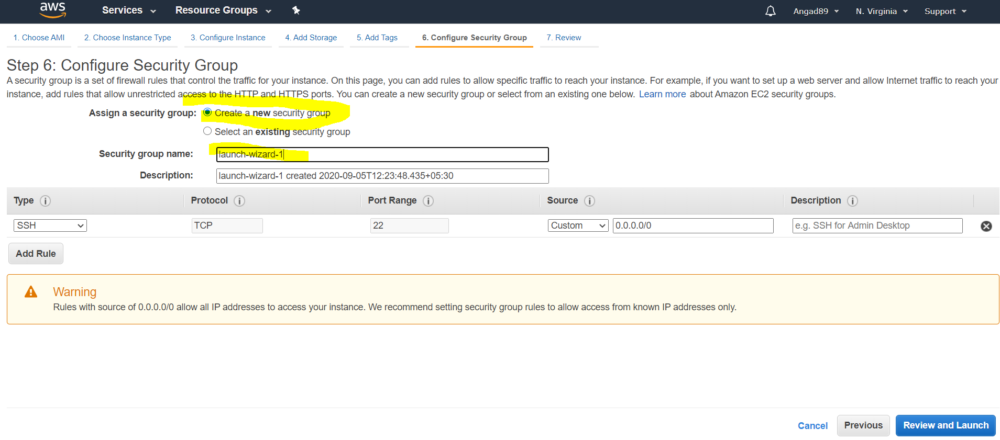 aws Services Resource Groups Angad89 N. Virginia Support
1. Choose AMI 2. Choose Instance Type 3. Configure Instance 4. Add Storage 5. Add Tags 6. Configure Security Group 7. Review
Step 6: Configure Security Group
A security group is a set of firewall rules that control the traffic for your instance. On this page, you can add rules to allow specific traffic to reach your instance. For example, if you want to set up a web server and allow Internet traffic to reach your
instance, add rules that allow unrestricted access to the HTTP and HTTPS ports. You can create a new security group or select from an existing one below. Learn more about Amazon EC2 security groups.
Assign a security group: Create a new security group
Select an existing security group
Security group name: launch-wizard-1
Description: launch-wizard-1 created 2020-09-05T12:23:48.435+05:30
Type i Protocol i Port Range i Source i Description i
SSH TCP 22 Custom 0.0.0.0/0 e.g. SSH for Admin Desktop
Add Rule
Warning
Rules with source of 0.0.0.0/0 allow all IP addresses to access your instance. We recommend setting security group rules to allow access from known IP addresses only.
Cancel Previous Review and Launch